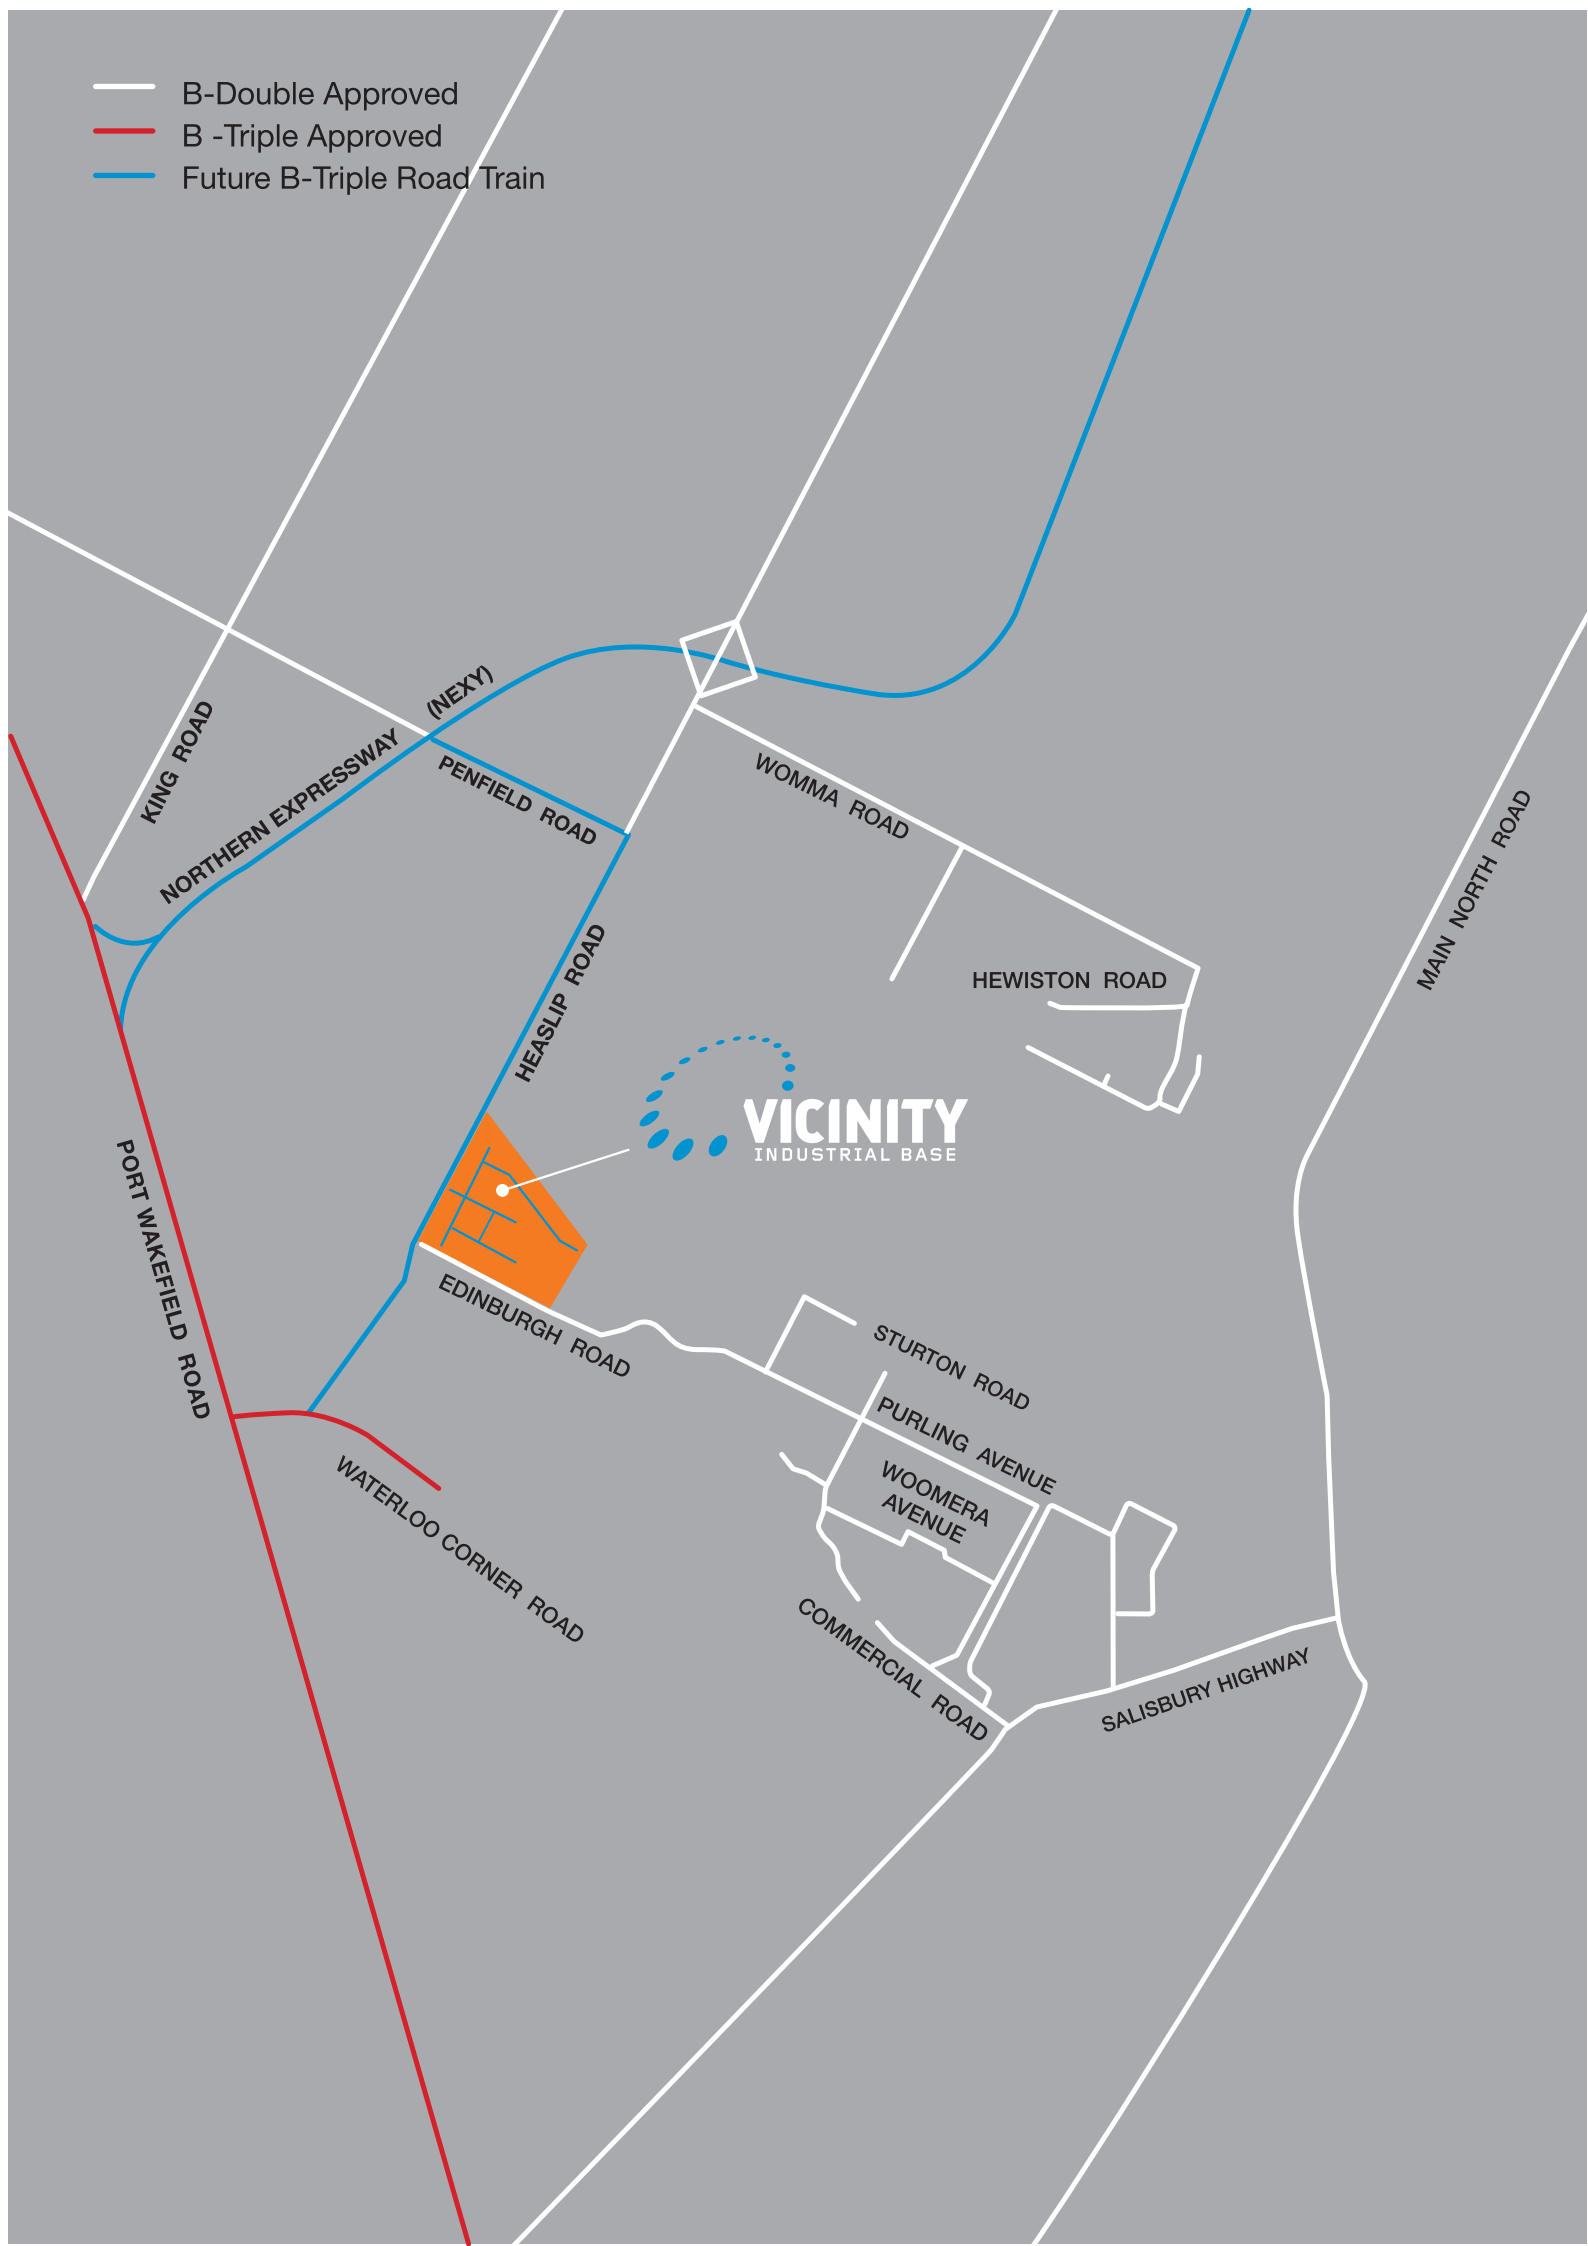 B-Double Approved
B -Triple Approved
Future B-Triple Road Train
(NEXY)
KING ROAD
NORTHERN EXPRESSWAY
PENFIELD ROAD
WOMMA ROAD
MAIN NORTH ROAD
HEASLIP ROAD
HEWISTON ROAD
VICINITY
INDUSTRIAL BASE
PORT WAKEFIELD ROAD
EDINBURGH ROAD
STURTON ROAD
PURLING AVENUE
WOOMERA
AVENUE
WATERLOO CORNER ROAD
COMMERCIAL ROAD
SALISBURY HIGHWAY